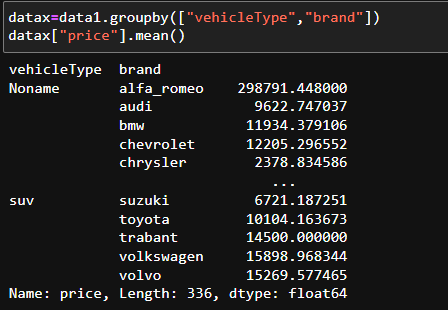 datax=data1.groupby(["vehicleType","brand"])
datax["price"].mean()
vehicleType  brand
Noname       alfa_romeo    298791.448000
             audi            9622.747037
             bmw            11934.379106
             chevrolet      12205.296552
             chrysler        2378.834586
                               ...
suv          suzuki          6721.187251
             toyota         10104.163673
             trabant        14500.000000
             volkswagen     15898.968344
             volvo          15269.577465
Name: price, Length: 336, dtype: float64